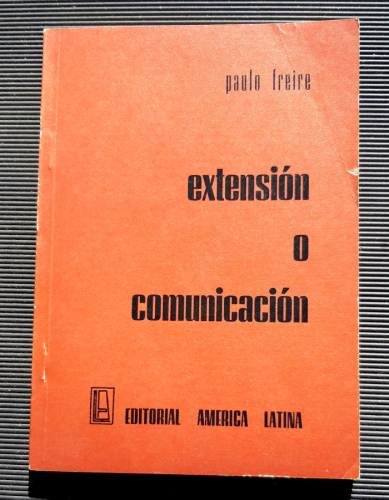 paulo freire
extensión
o
comunicación
EDITORIAL AMERICA LATINA